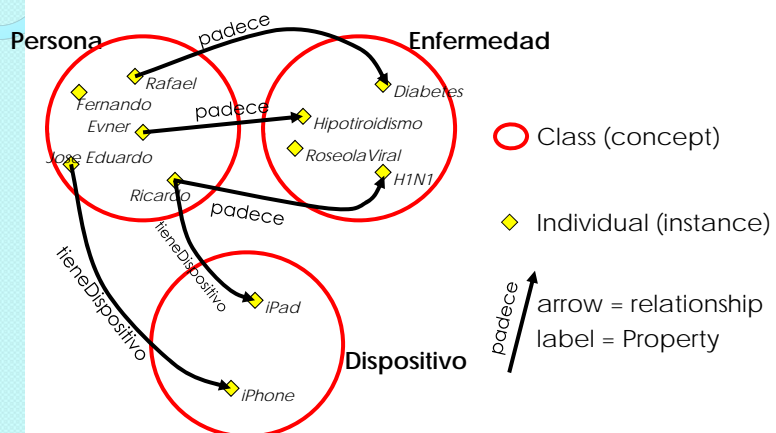 Persona
padece
Enfermedad
Rafael
Fernando
Evner
Jose Eduardo
Ricardo
padece
padece
Diabetes
Hipotiroidismo
RoseolaViral
H1N1
tieneDispositivo
tieneDispositivo
iPad
iPhone
Dispositivo
Class (concept)
Individual (instance)
padece
arrow = relationship
label = Property